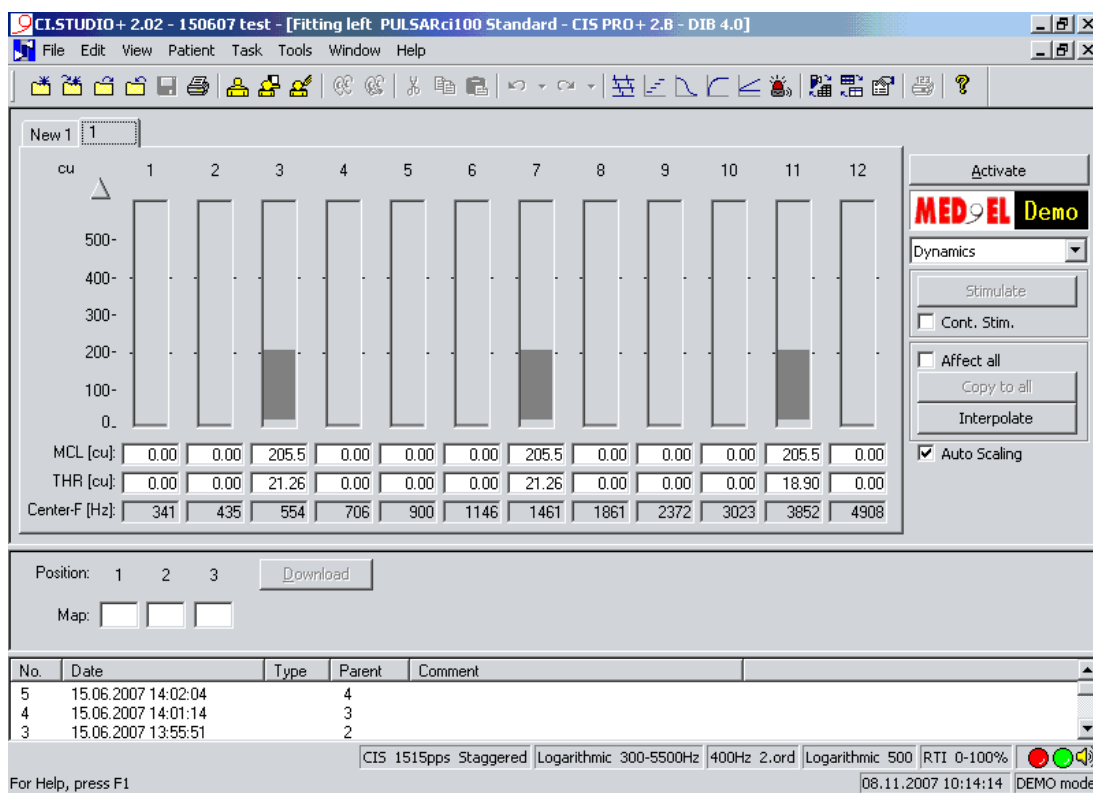 CI.STUDIO+ 2.02 - 150607 test - [Fitting left PULSARci100 Standard - CIS PRO+ 2.B - DIB 4.0]
File Edit View Patient Task Tools Window Help
New 1 1
cu 1 2 3 4 5 6 7 8 9 10 11 12
Activate
MED EL Demo
500-
Dynamics
400-
Stimulate
300-
Cont. Stim.
200-
Affect all
100-
Copy to all
0_
Interpolate
MCL [cu]: 0.00 0.00 205.5 0.00 0.00 0.00 205.5 0.00 0.00 0.00 205.5 0.00
Auto Scaling
THR [cu]: 0.00 0.00 21.26 0.00 0.00 0.00 21.26 0.00 0.00 0.00 18.90 0.00
Center-F [Hz]: 341 435 554 706 900 1146 1461 1861 2372 3023 3852 4908
Position: 1 2 3 Download
Map:
No. Date Type Parent Comment
5 15.06.2007 14:02:04 4
4 15.06.2007 14:01:14 3
3 15.06.2007 13:55:51 2
CIS 1515pps Staggered Logarithmic 300-5500Hz 400Hz 2.ord Logarithmic 500 RTI 0-100%
For Help, press F1 08.11.2007 10:14:14 DEMO mode